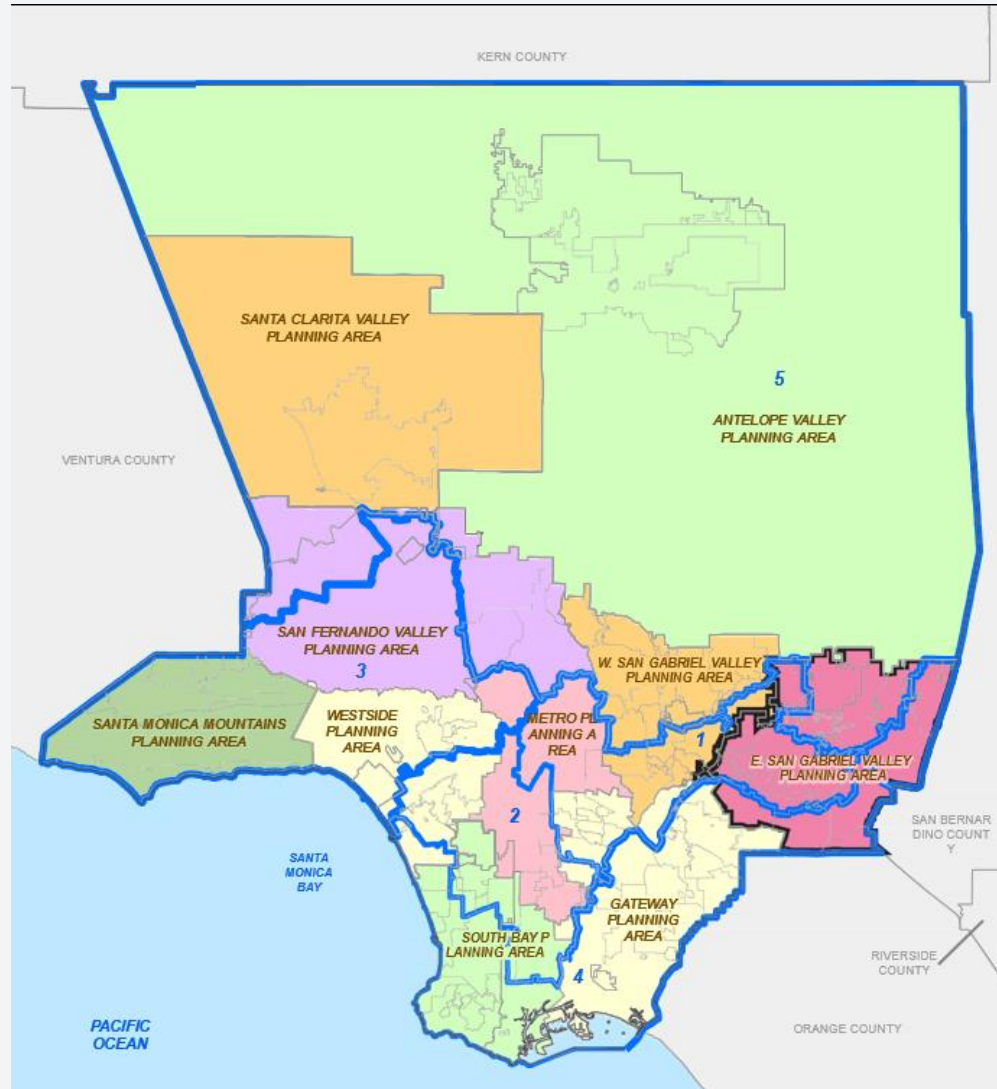 KERN COUNTY
SANTA CLARITA VALLEY
PLANNING AREA
5
ANTELOPE VALLEY
PLANNING AREA
VENTURA COUNTY
SAN FERNANDO VALLEY
PLANNING AREA
3
W. SAN GABRIEL VALLEY
PLANNING AREA
SANTA MONICA MOUNTAINS
PLANNING AREA
WESTSIDE
PLANNING
AREA
METRO PL
ANNING A
REA
1
E. SAN GABRIEL VALLEY
PLANNING AREA
2
SAN BERNAR
DINO COUNT
Y
SANTA
MONICA
BAY
GATEWAY
PLANNING
AREA
SOUTH BAY P
LANNING AREA
4
RIVERSIDE
COUNTY
PACIFIC
OCEAN
ORANGE COUNTY